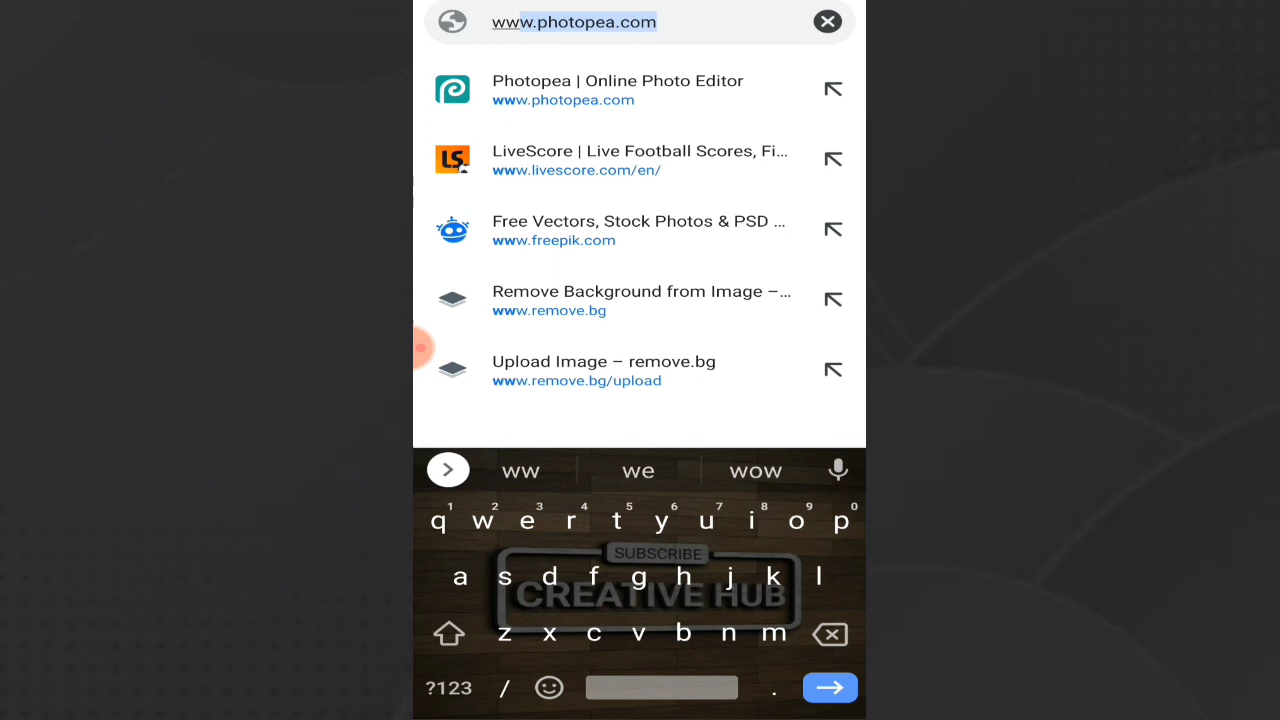 www.photopea.com
Photopea | Online Photo Editor
www.photopea.com
LS
LiveScore | Live Football Scores, Fi...
www.livescore.com/en/
Free Vectors, Stock Photos & PSD ...
www.freepik.com
Remove Background from Image –...
www.remove.bg
Upload Image – remove.bg
www.remove.bg/upload
ww we wow
1 2 3 4 5 6 7 8 9 0
q w e r t y u i o p
SUBSCRIBE
a s d f g h j k l
CREATIVE HUB
z x c v b n m
?123 / .